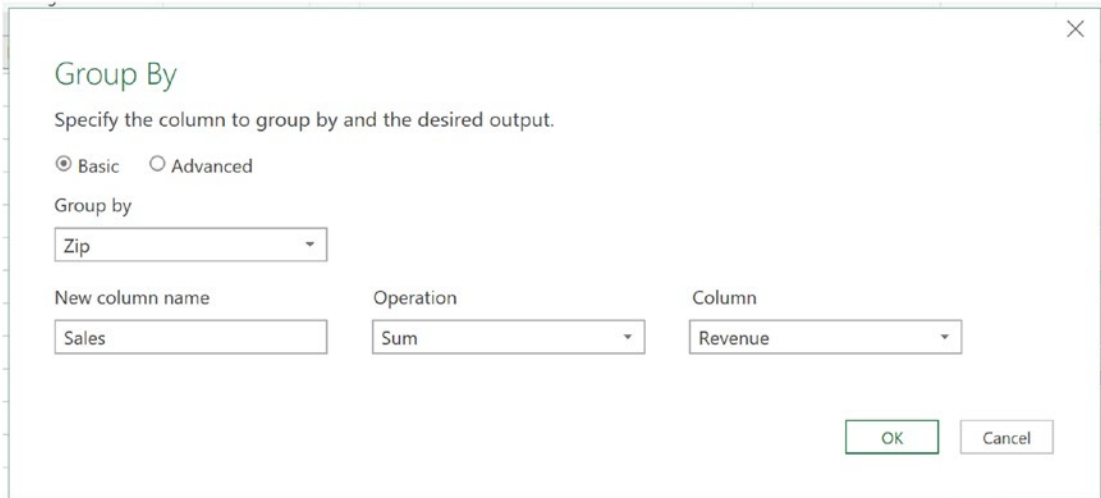 Group By
Specify the column to group by and the desired output.
Basic Advanced
Group by
Zip
New column name Operation Column
Sales Sum Revenue
OK Cancel